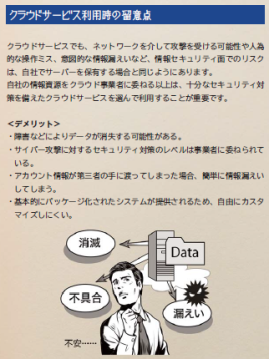 クラウドサービス利用時の留意点
クラウドサービスでも、ネットワークを介して攻撃を受ける可能性や人為
的な操作ミス、意図的な情報漏えいなど、情報セキュリティ面でのリスク
は、自社でサーバーを保有する場合と同じようにあります。
自社の情報資源をクラウド事業者に委ねる以上は、十分なセキュリティ対
策を備えたクラウドサービスを選んで利用することが重要です。
＜デメリット＞
・障害などによりデータが消失する可能性がある。
・サイバー攻撃に対するセキュリティ対策のレベルは事業者に委ねられて
いる。
・アカウント情報が第三者の手に渡ってしまった場合、簡単に情報漏えい
してしまう。
・基本的にパッケージ化されたシステムが提供されるため、自由にカスタ
マイズしにくい。
消滅
Data
不具合
漏えい
不安……